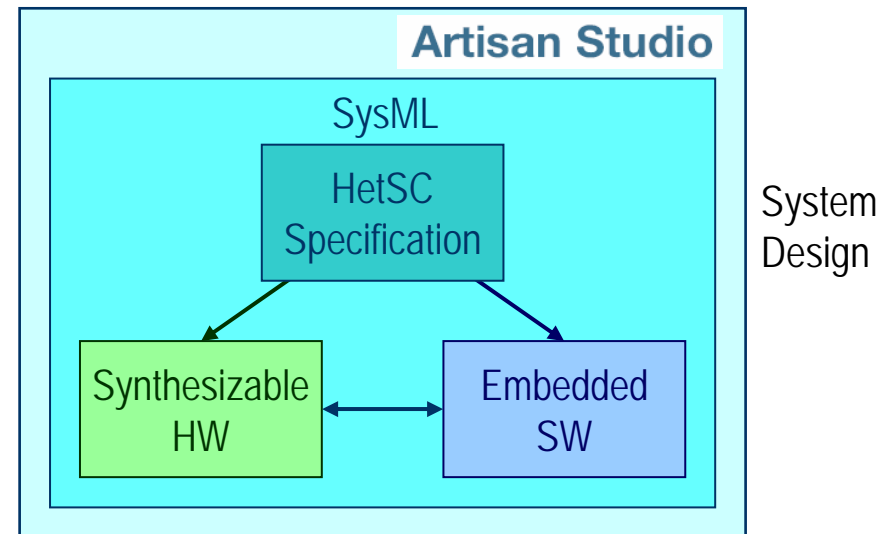 Artisan Studio
SysML
HetSC
Specification
System
Design
Synthesizable
HW
Embedded
SW